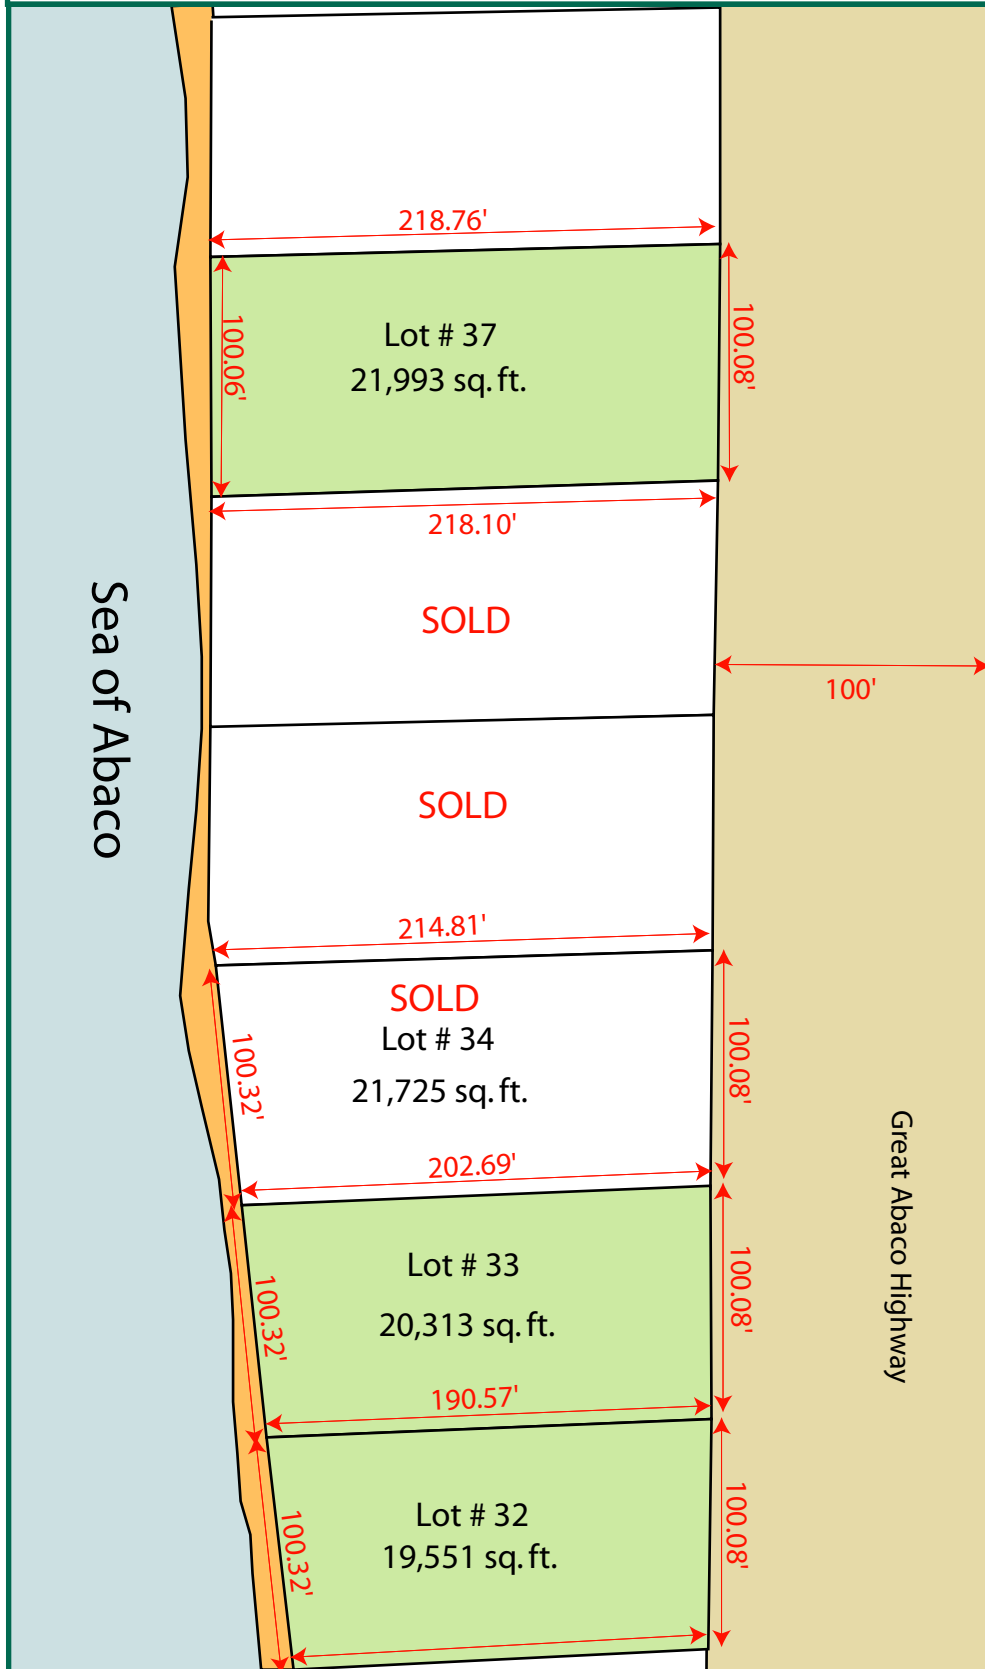 218.76'
Lot # 37
21,993 sq. ft.
100.06'
100.08'
218.10'
SOLD
100'
Sea of Abaco
SOLD
214.81'
SOLD
Lot # 34
21,725 sq. ft.
100.32'
100.08'
202.69'
Great Abaco Highway
Lot # 33
20,313 sq. ft.
100.32'
100.08'
190.57'
Lot # 32
19,551 sq. ft.
100.32'
100.08'